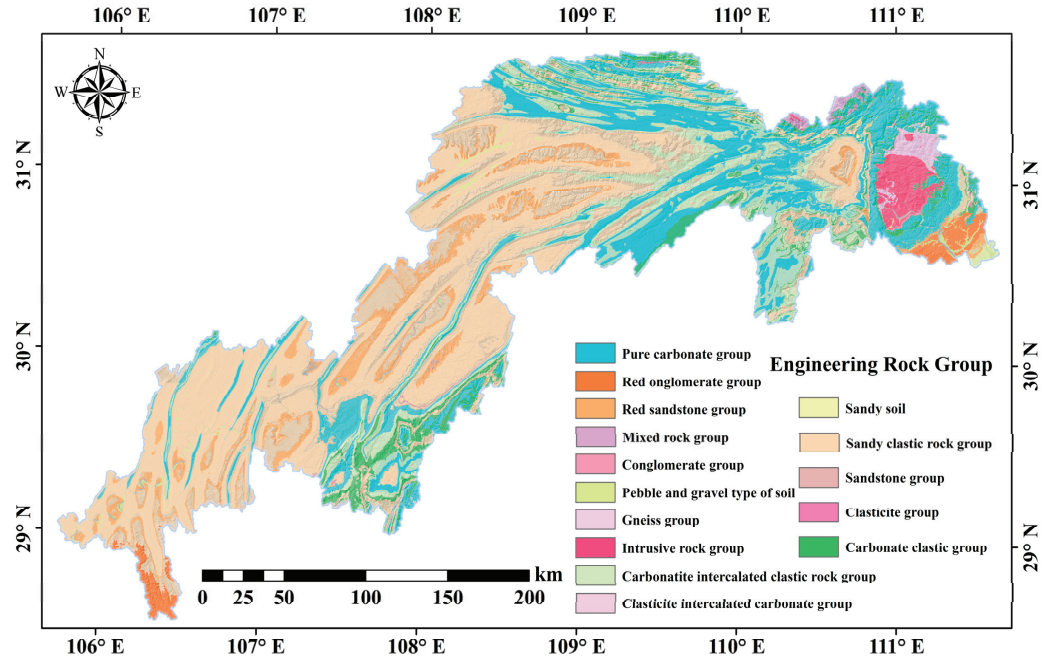 106° E 107° E 108° E 109° E 110° E 111° E
N
W E
S
31° N
31° N
30° N
30° N
29° N
29° N
Engineering Rock Group
Pure carbonate group
Red onglomerate group
Red sandstone group
Mixed rock group
Conglomerate group
Pebble and gravel type of soil
Gneiss group
Intrusive rock group
Carbonatite intercalated clastic rock group
Clasticite intercalated carbonate group
Sandy soil
Sandy clastic rock group
Sandstone group
Clasticite group
Carbonate clastic group
km
0 25 50 100 150 200
106° E 107° E 108° E 109° E 110° E 111° E